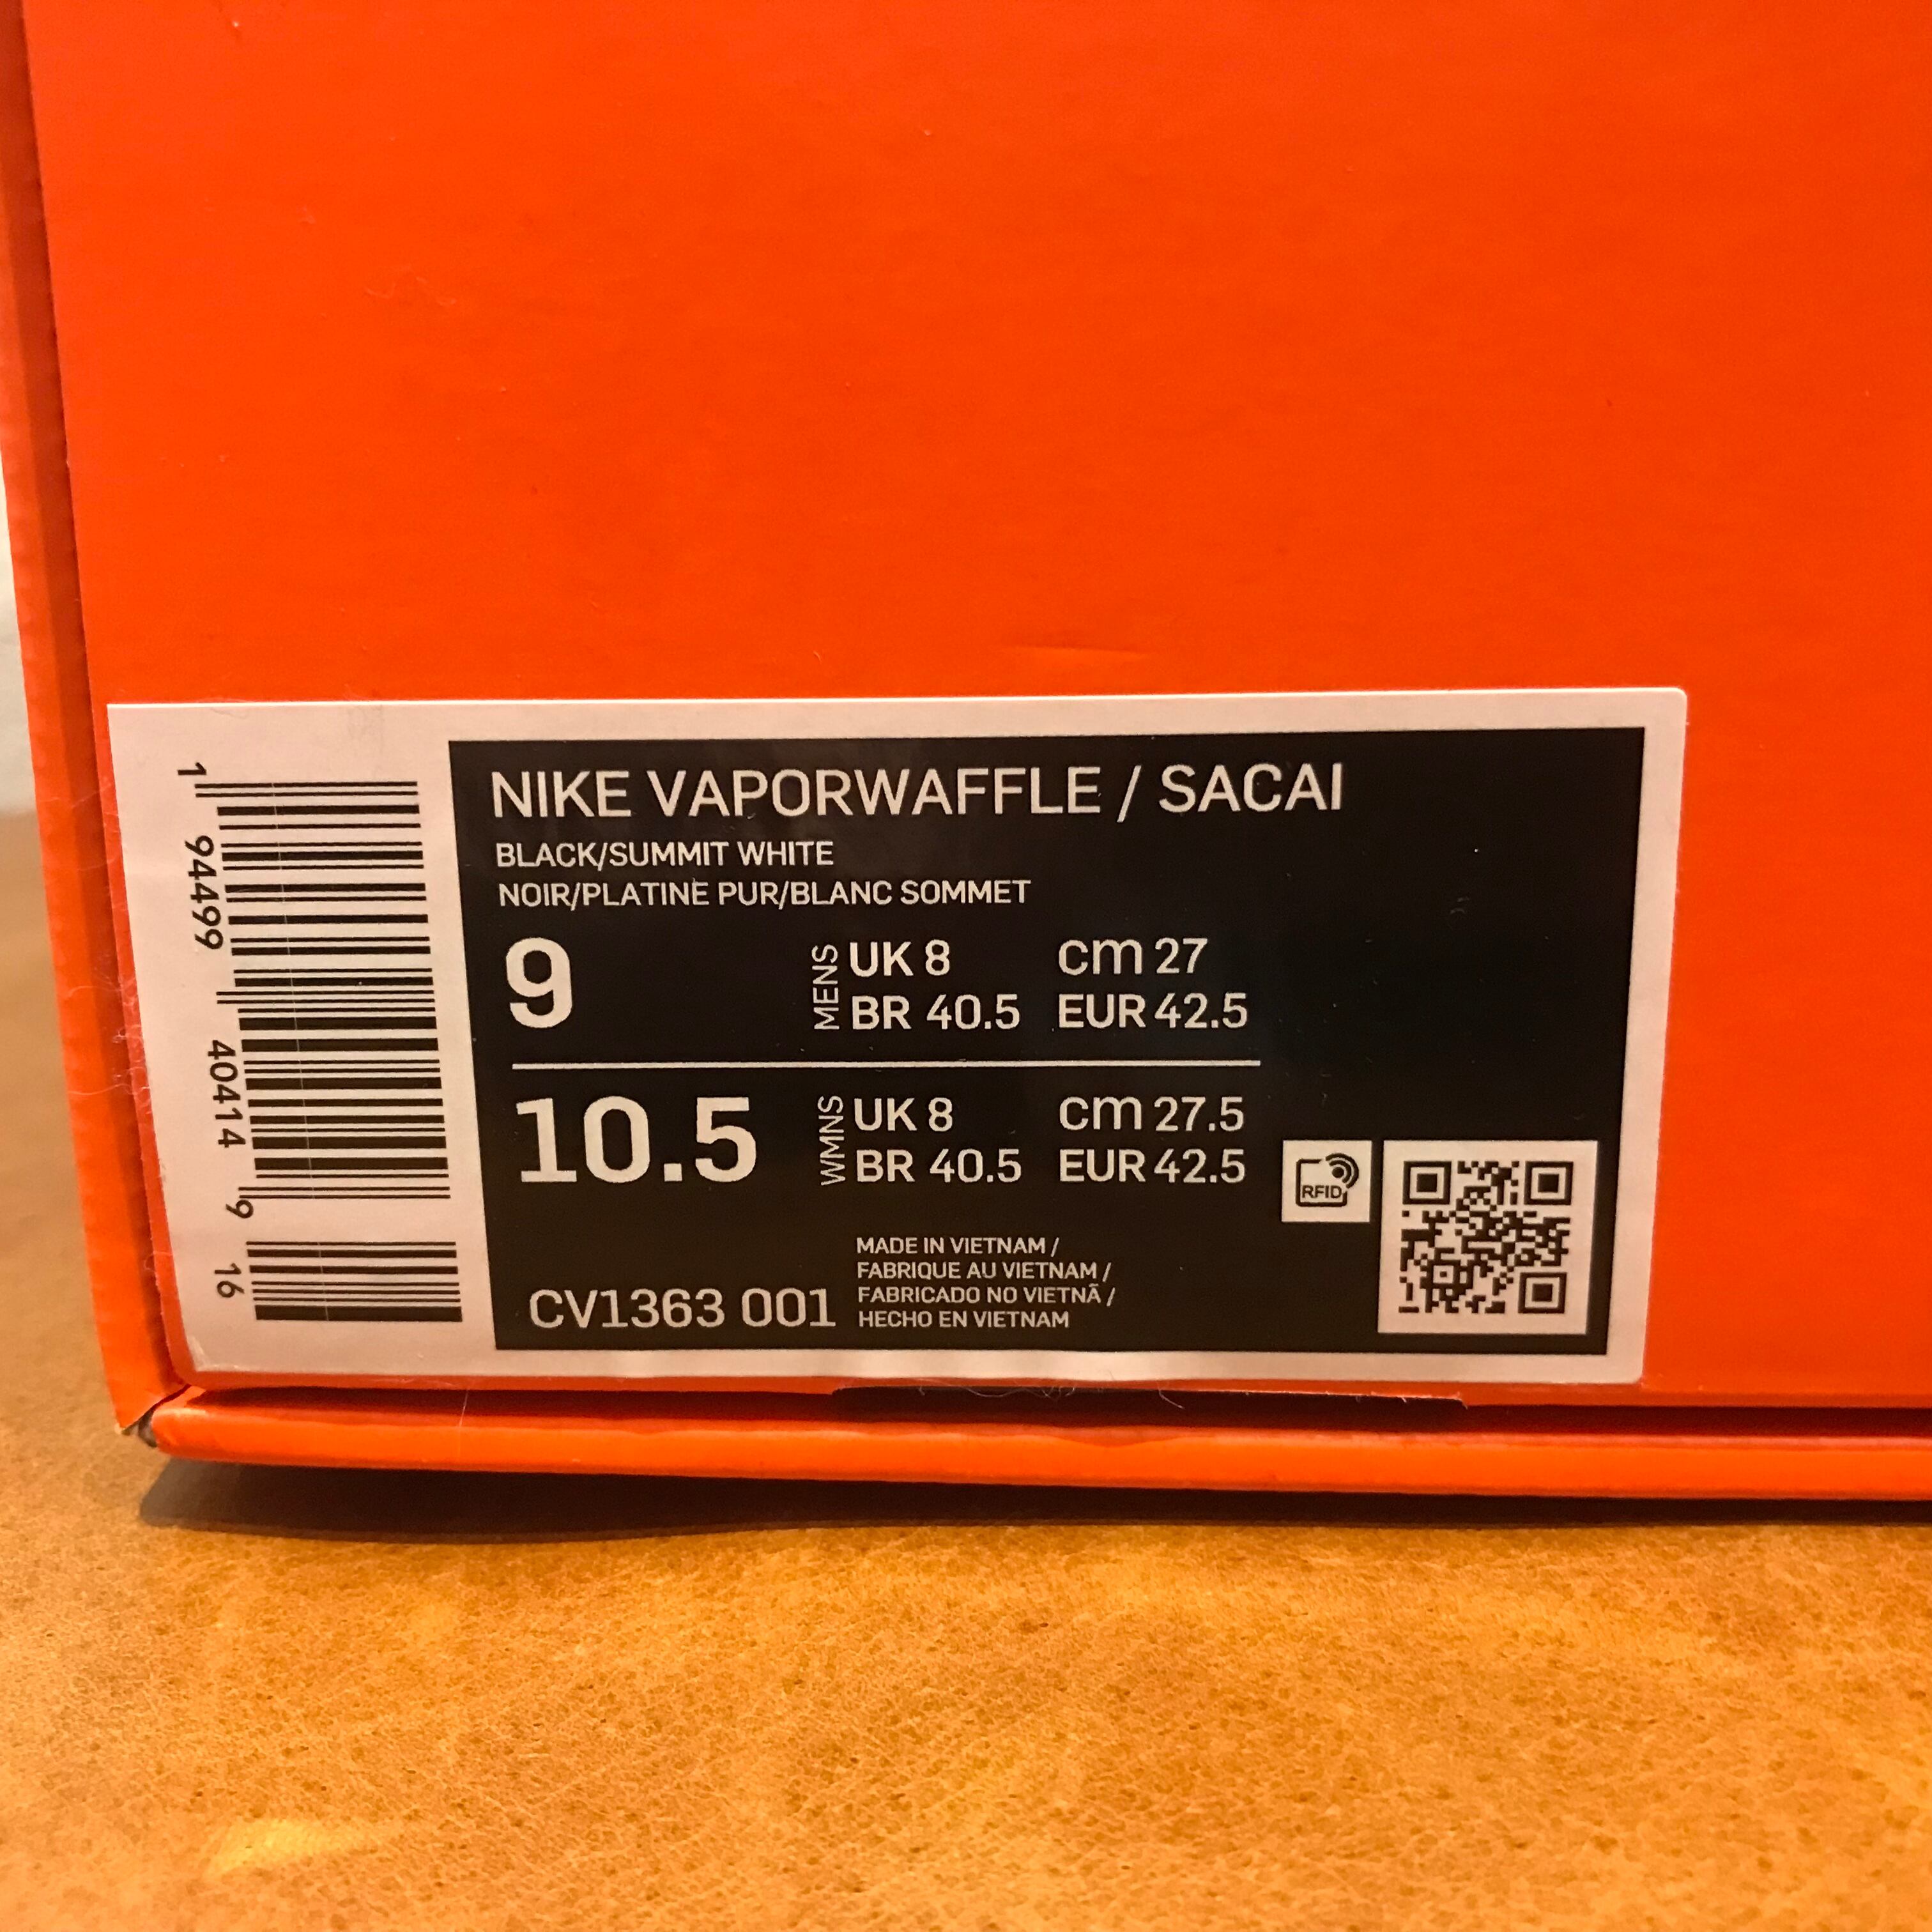 1 94499 40414 9 16
NIKE VAPORWAFFLE / SACAI
BLACK/SUMMIT WHITE
NOIR/PLATINE PUR/BLANC SOMMET
9 MENS UK 8 cm 27
BR 40.5 EUR 42.5
10.5 WMNS UK 8 cm 27.5
BR 40.5 EUR 42.5
RFID
MADE IN VIETNAM /
FABRIQUE AU VIETNAM /
FABRICADO NO VIETNÃ /
HECHO EN VIETNAM
CV1363 001